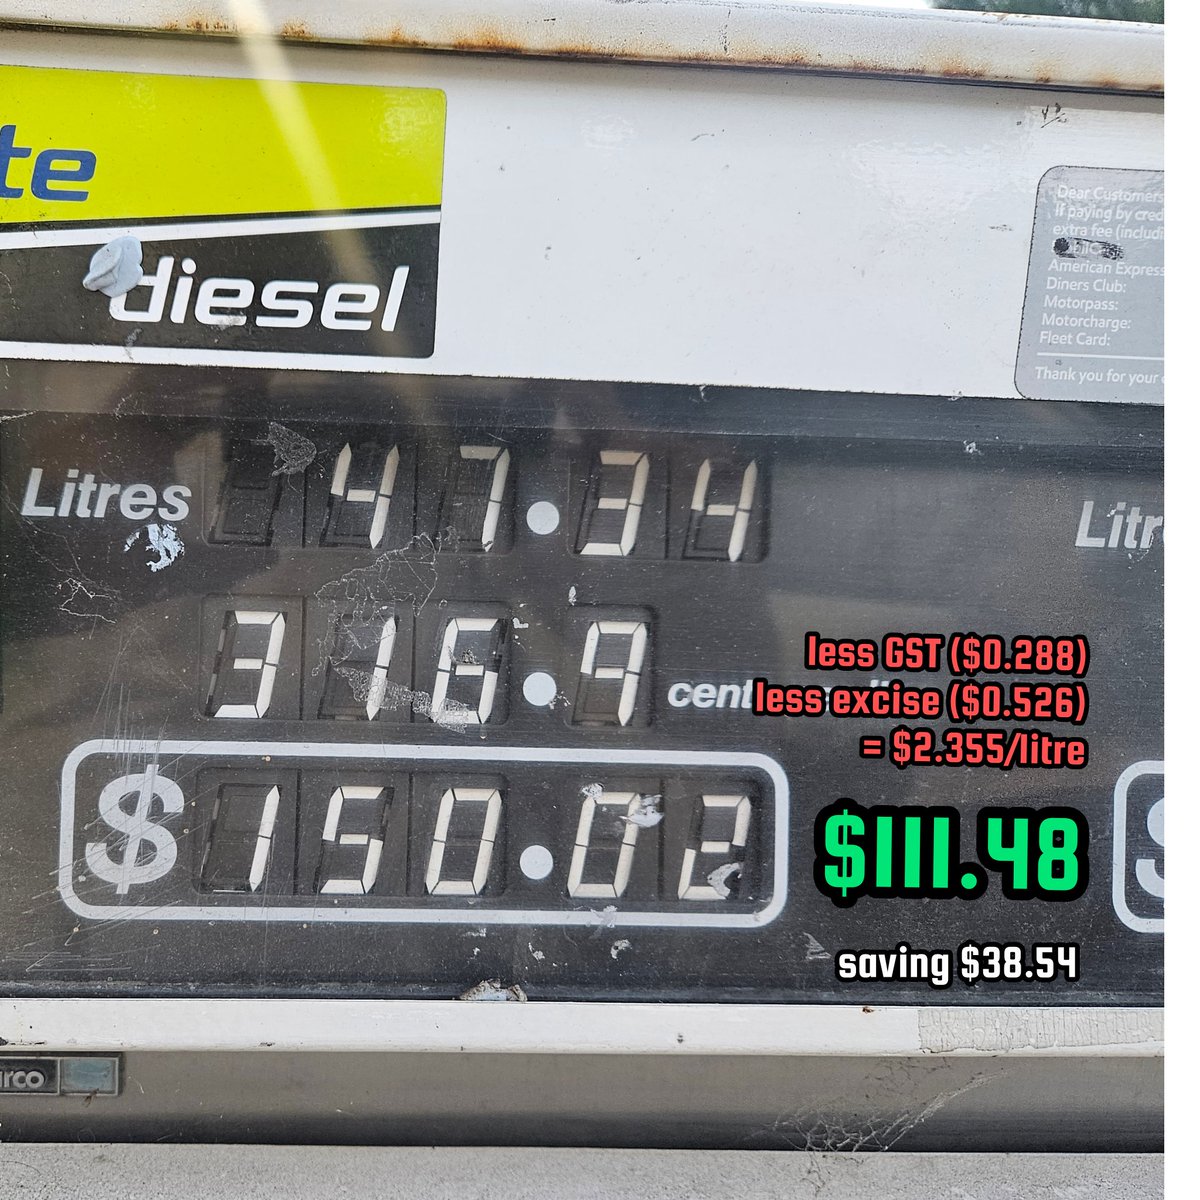 te
diesel
Dear Customers
If paying by cred
extra fee (includi
American Express
Diners Club:
Motorpass:
Motorcharge:
Fleet Card:
Thank you for your
Litres 47.34
Litr
316.9 cent
less GST ($0.288)
less excise ($0.526)
= $2.355/litre
$150.02
$111.48
saving $38.54
rco